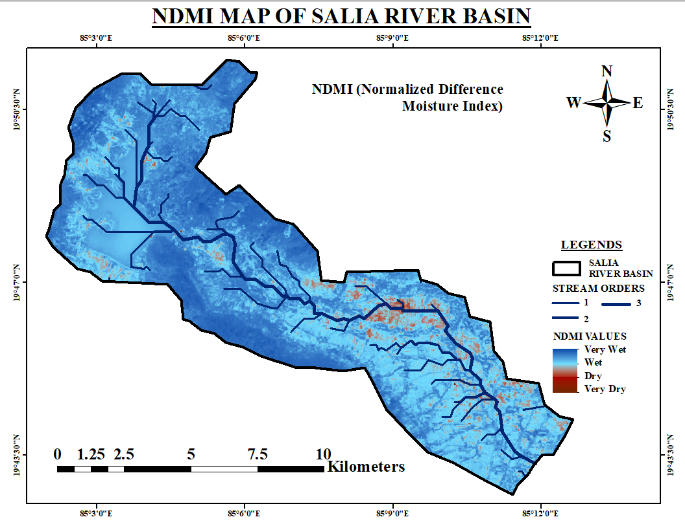 NDMI MAP OF SALIA RIVER BASIN
85°3'0"E 85°6'0"E 85°9'0"E 85°12'0"E
NDMI (Normalized Difference
Moisture Index)
N
W E
S
19°50'30"N 19°50'30"N
19°47'0"N 19°47'0"N
19°43'30"N 19°43'30"N
LEGENDS
SALIA
RIVER BASIN
STREAM ORDERS
1 3
2
NDMI VALUES
Very Wet
Wet
Dry
Very Dry
0 1.25 2.5 5 7.5 10
Kilometers
85°3'0"E 85°6'0"E 85°9'0"E 85°12'0"E